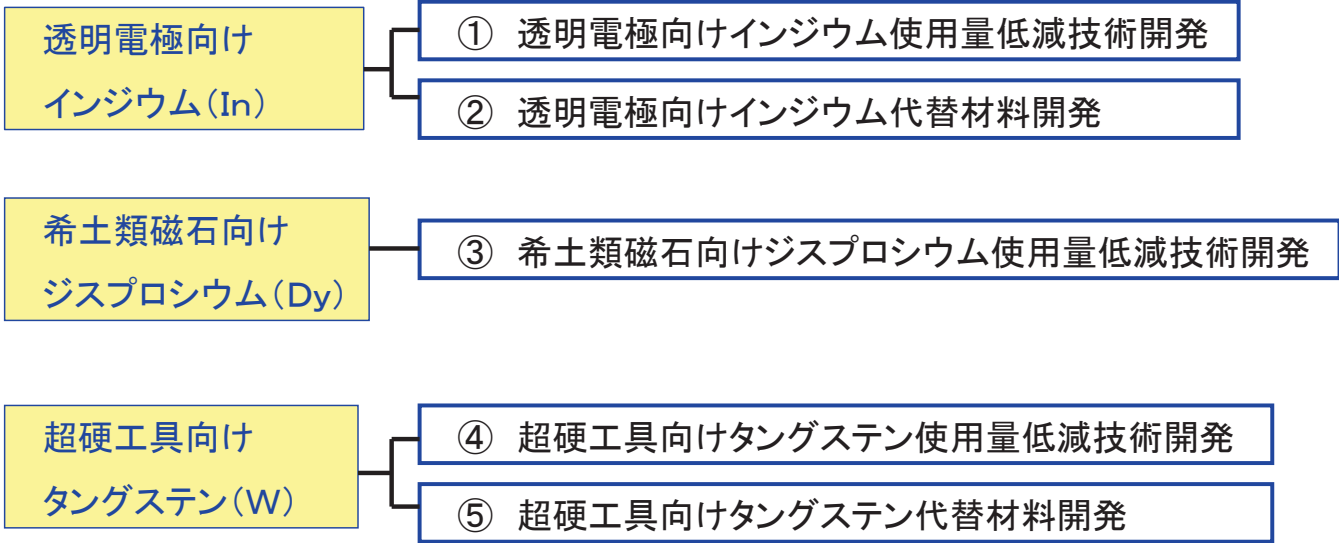 透明電極向け
インジウム（In）
① 透明電極向けインジウム使用量低減技術開発
② 透明電極向けインジウム代替材料開発
希土類磁石向け
ジスプロシウム（Dy）
③ 希土類磁石向けジスプロシウム使用量低減技術開発
超硬工具向け
タングステン（W）
④ 超硬工具向けタングステン使用量低減技術開発
⑤ 超硬工具向けタングステン代替材料開発